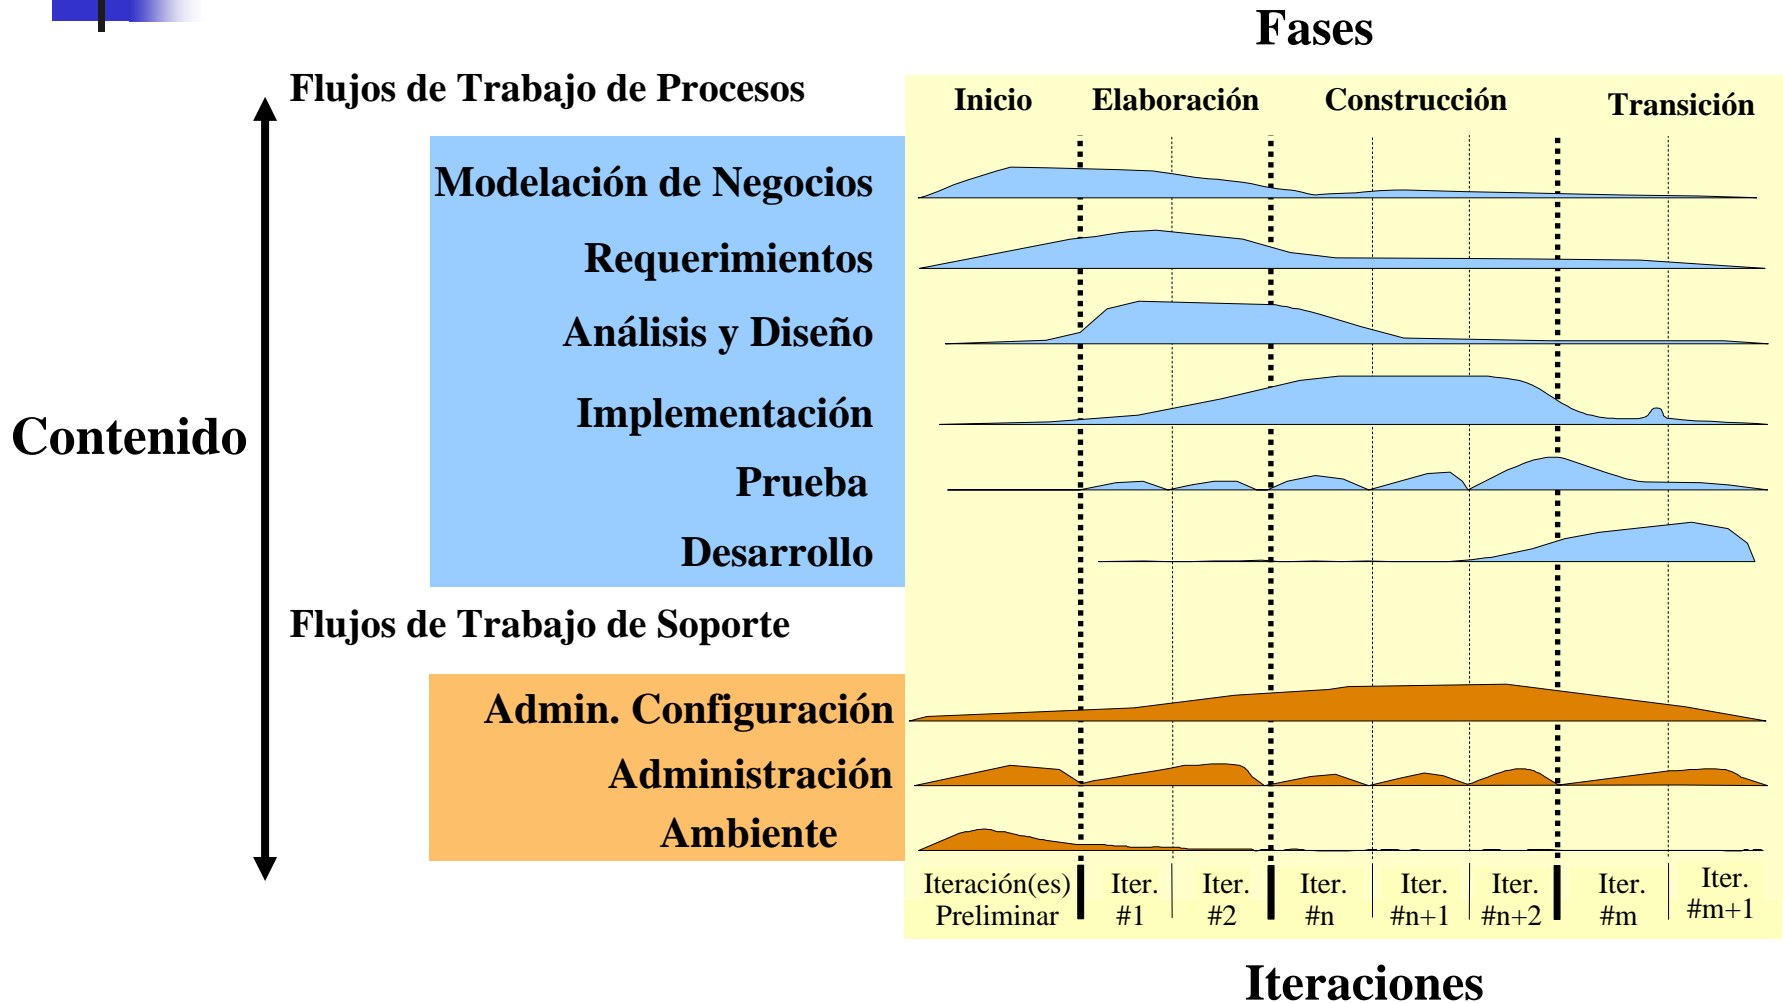 Fases
Flujos de Trabajo de Procesos
Inicio Elaboración Construcción Transición
Modelación de Negocios
Requerimientos
Análisis y Diseño
Implementación
Contenido
Prueba
Desarrollo
Flujos de Trabajo de Soporte
Admin. Configuración
Administración
Ambiente
Iteración(es) Preliminar
Iter. #1
Iter. #2
Iter. #n
Iter. #n+1
Iter. #n+2
Iter. #m
Iter. #m+1
Iteraciones